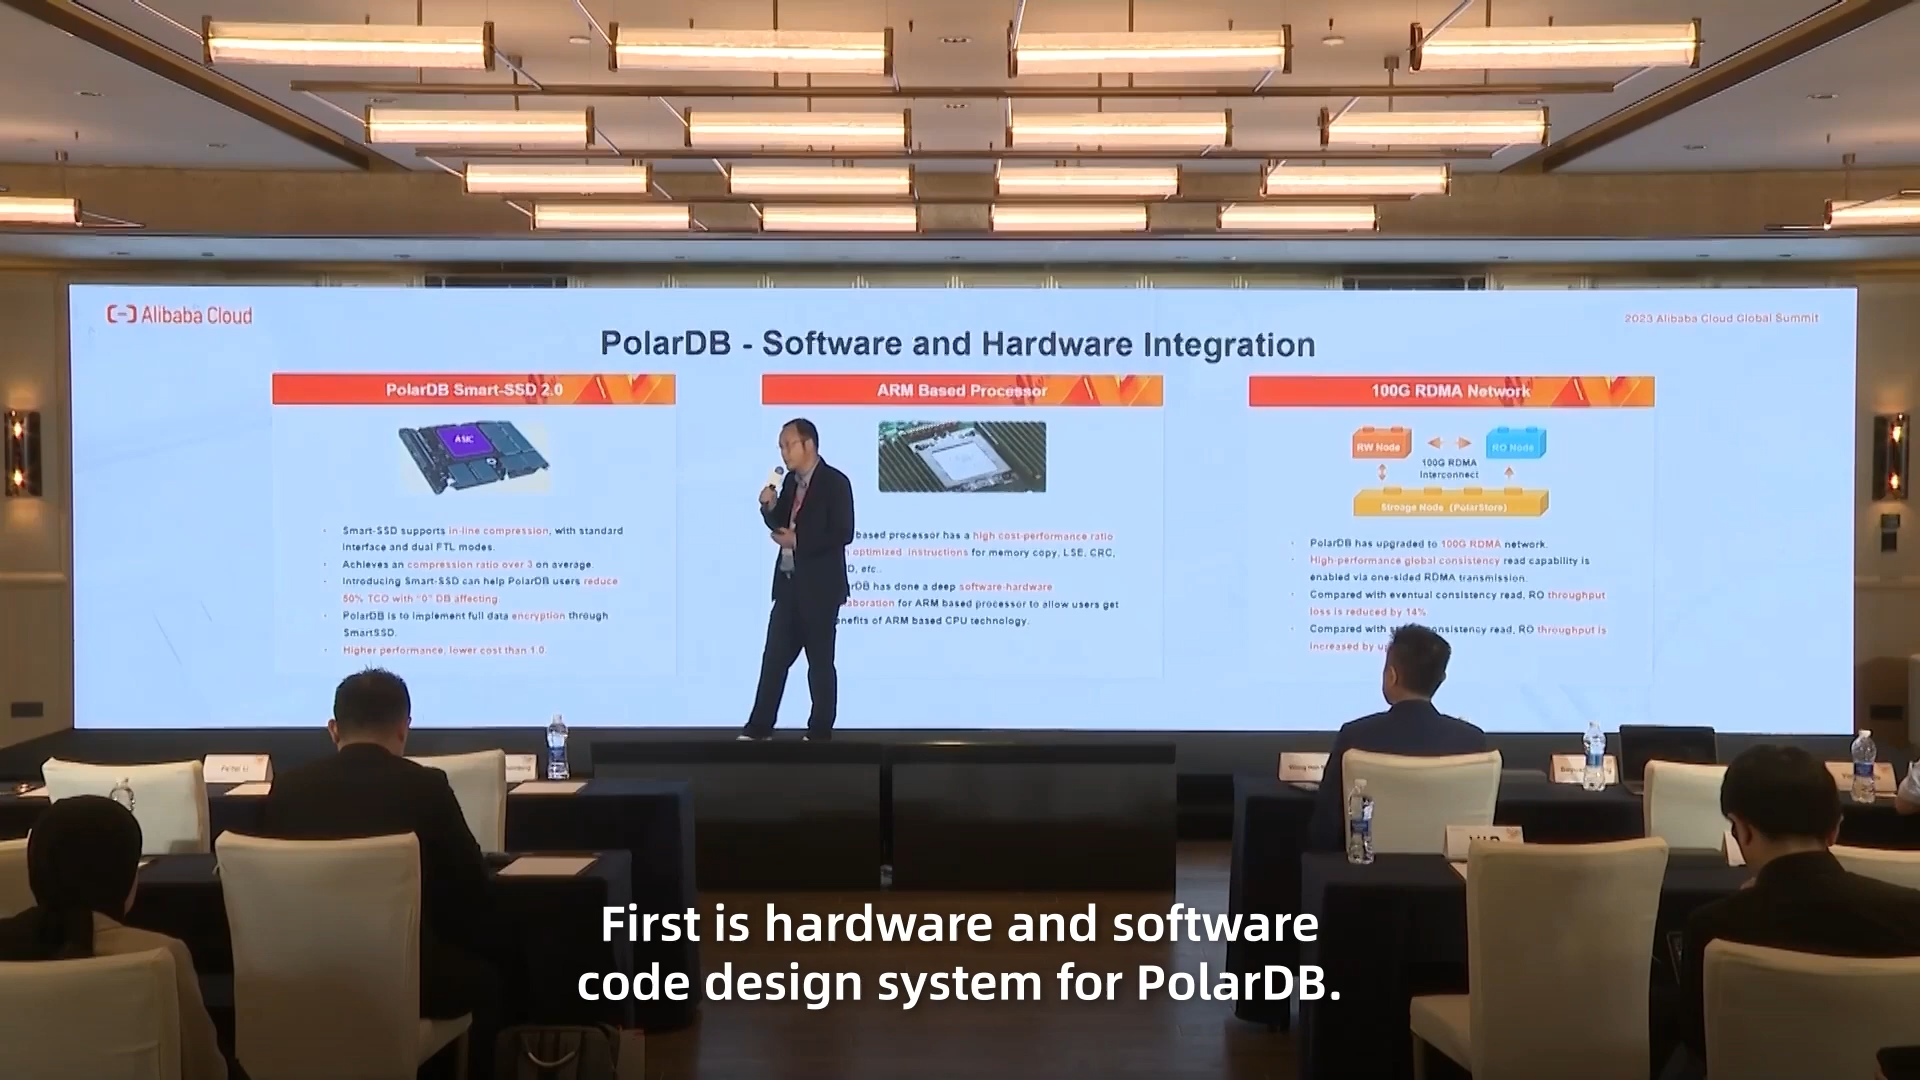 Alibaba Cloud
2023 Alibaba Cloud Global Summit
PolarDB - Software and Hardware Integration
PolarDB Smart-SSD 2.0
ASIC
Smart-SSD supports in-line compression, with standard
interface and dual FTL modes.
Achieves an compression ratio over 3 on average.
Introducing Smart-SSD can help PolarDB users reduce
50% TCO with "0" DB affecting.
PolarDB is to implement full data encryption through
SmartSSD.
Higher performance, lower cost than 1.0.
ARM Based Processor
based processor has a high cost-performance ratio
optimized instructions for memory copy, LSE, CRC,
etc..
has done a deep software-hardware
for ARM based processor to allow users get
of ARM based CPU technology.
100G RDMA Network
RW Node
RO Node
100G RDMA
Interconnect
Stroage Node (PolarStore)
PolarDB has upgraded to 100G RDMA network.
High-performance global consistency read capability is
enabled via one-sided RDMA transmission.
Compared with eventual consistency read, RO throughput
loss is reduced by 14%
Compared with consistency read, RO throughput is
increased by
First is hardware and software
code design system for PolarDB.